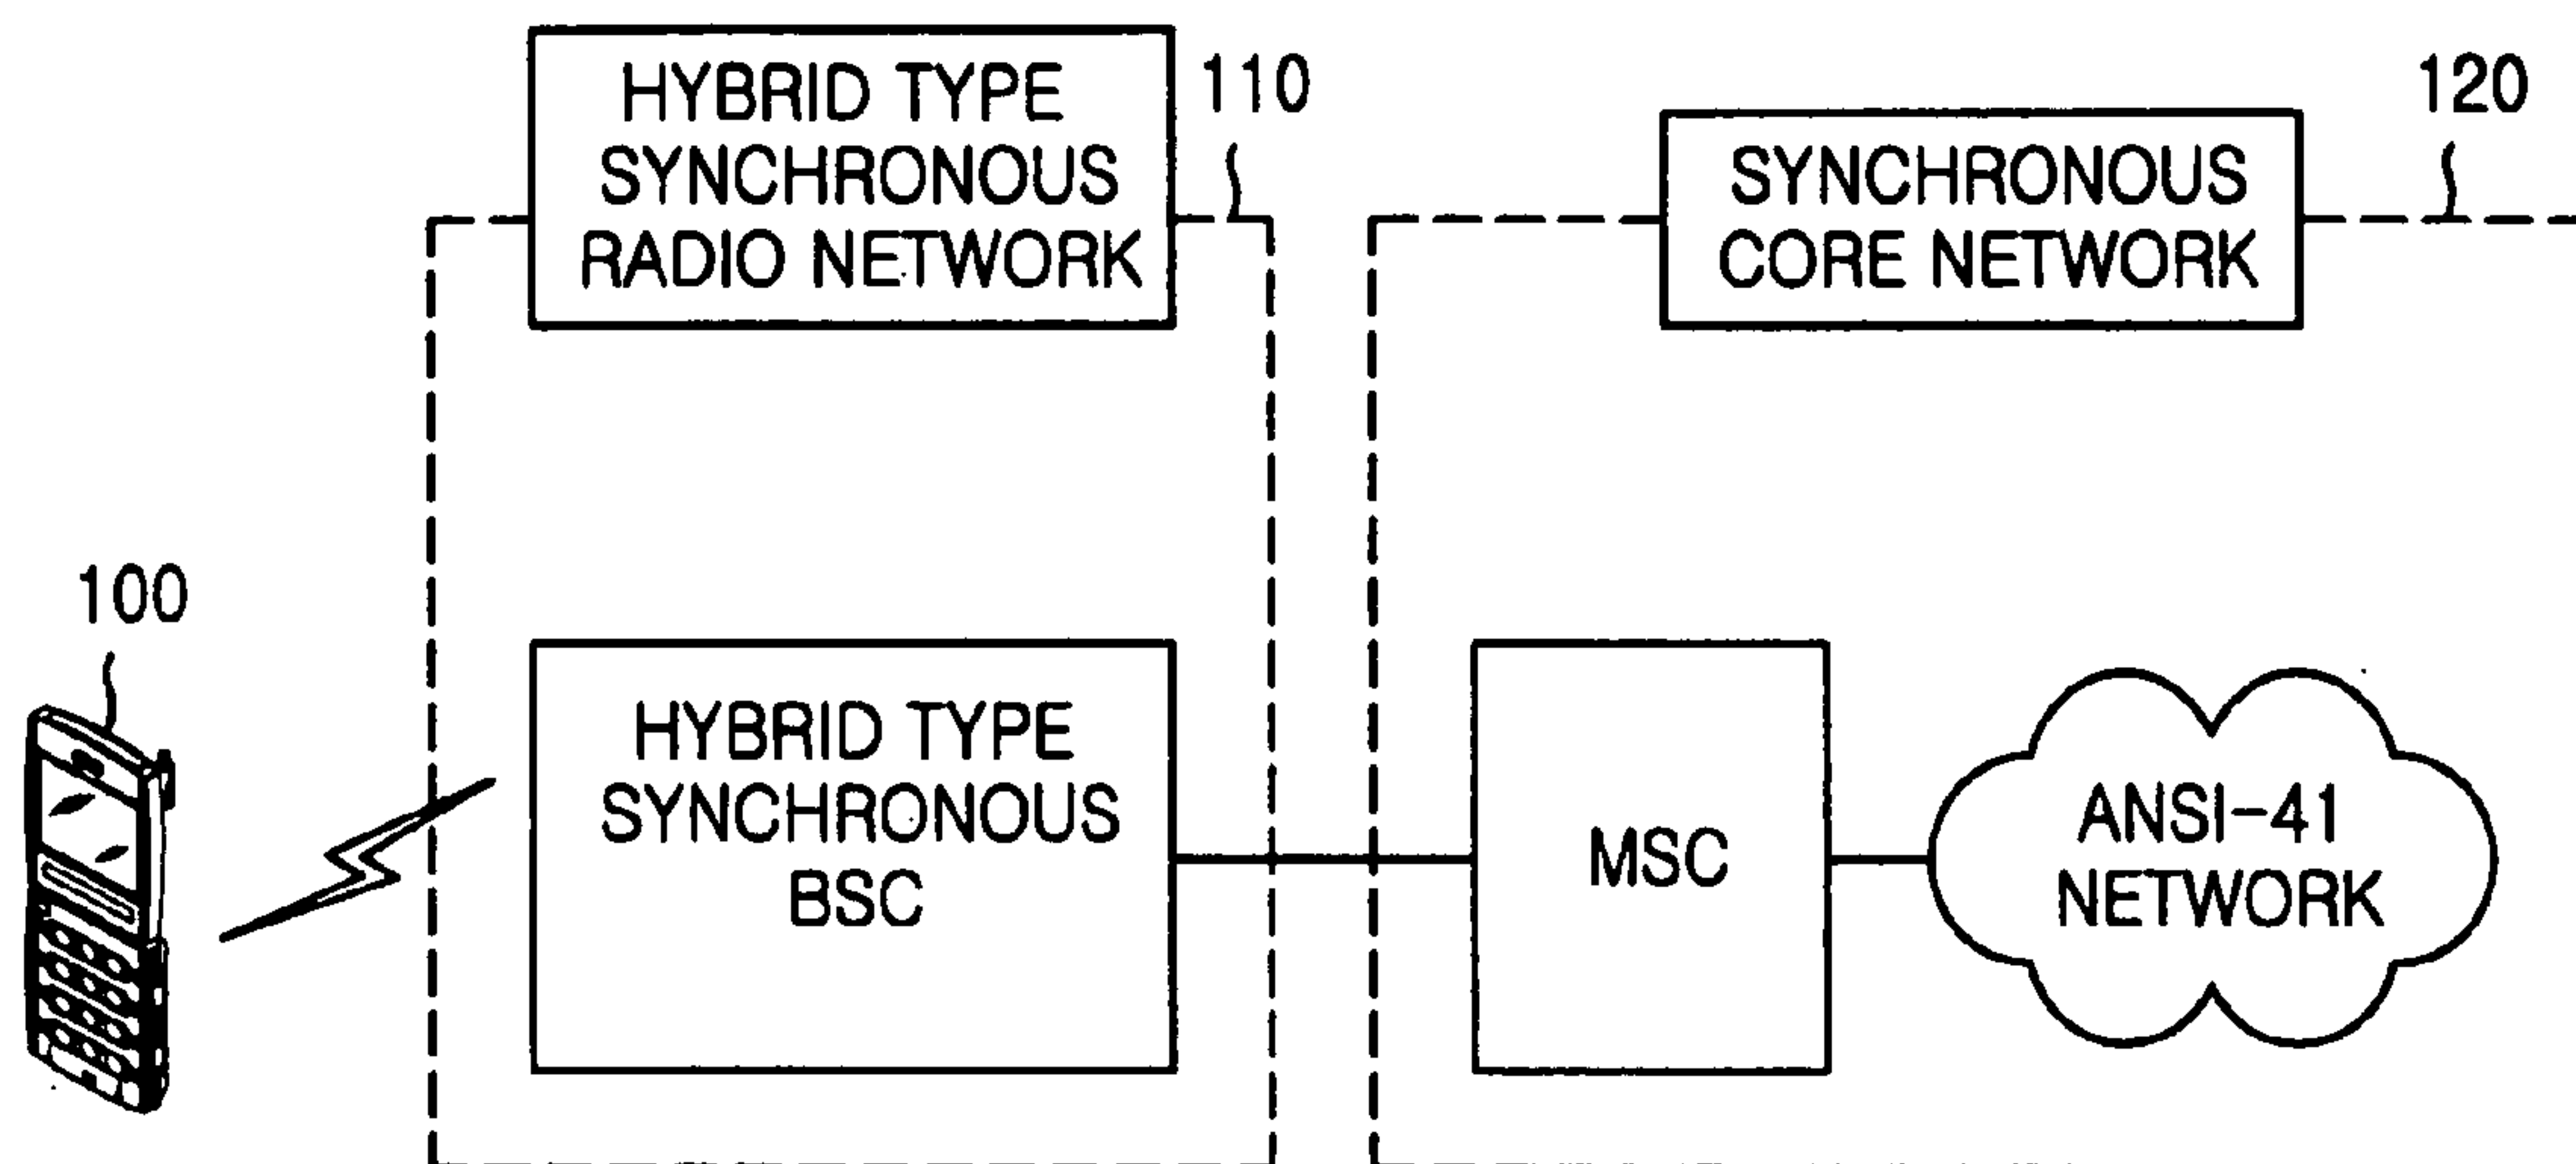 HYBRID TYPE
SYNCHRONOUS
RADIO NETWORK
110
SYNCHRONOUS
CORE NETWORK
120
100
HYBRID TYPE
SYNCHRONOUS
BSC
MSC
ANSI-41
NETWORK